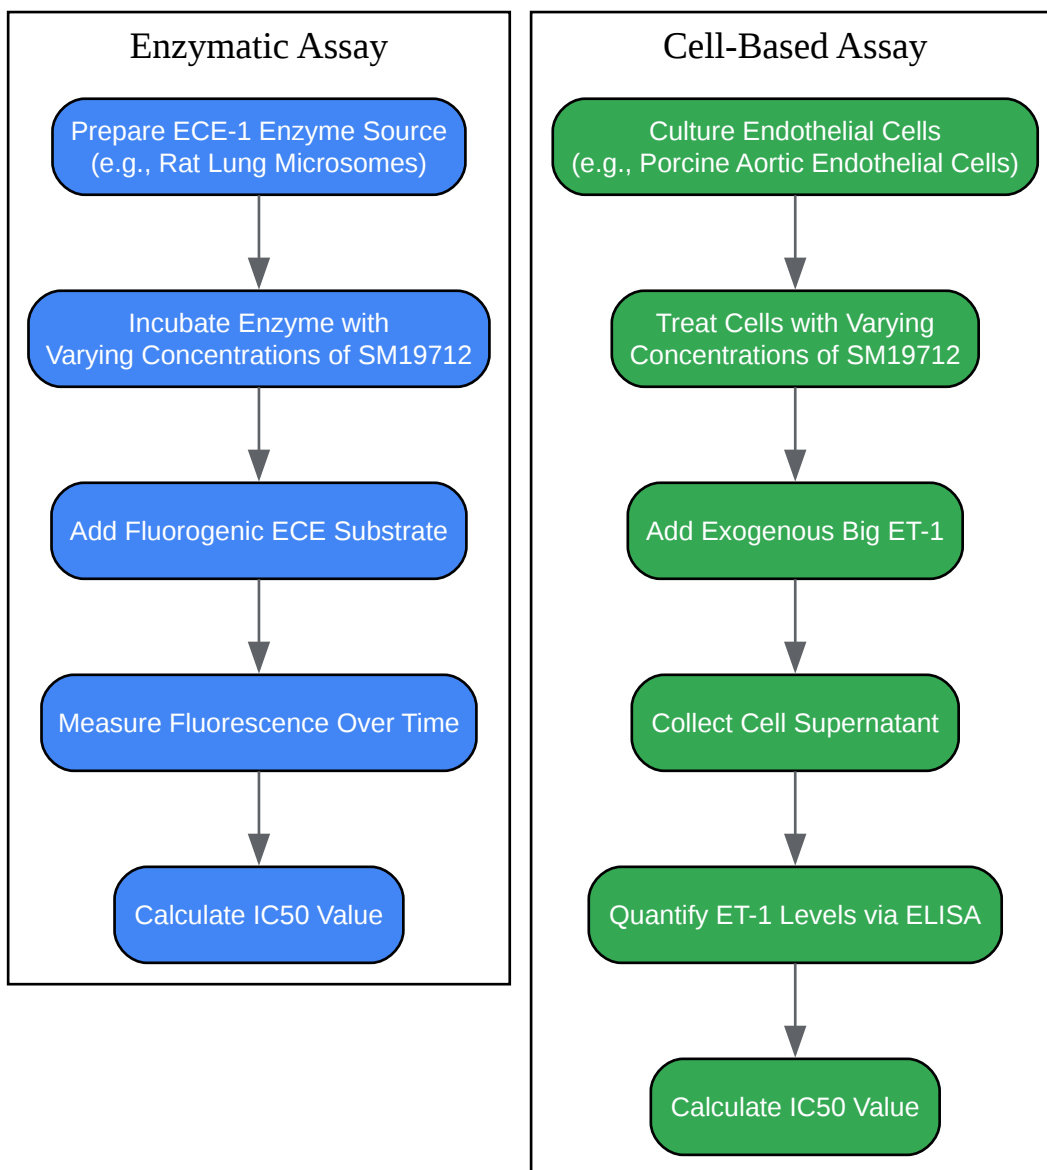 Enzymatic Assay
Prepare ECE-1 Enzyme Source
(e.g., Rat Lung Microsomes)
Incubate Enzyme with
Varying Concentrations of SM19712
Add Fluorogenic ECE Substrate
Measure Fluorescence Over Time
Calculate IC50 Value
Cell-Based Assay
Culture Endothelial Cells
(e.g., Porcine Aortic Endothelial Cells)
Treat Cells with Varying
Concentrations of SM19712
Add Exogenous Big ET-1
Collect Cell Supernatant
Quantify ET-1 Levels via ELISA
Calculate IC50 Value